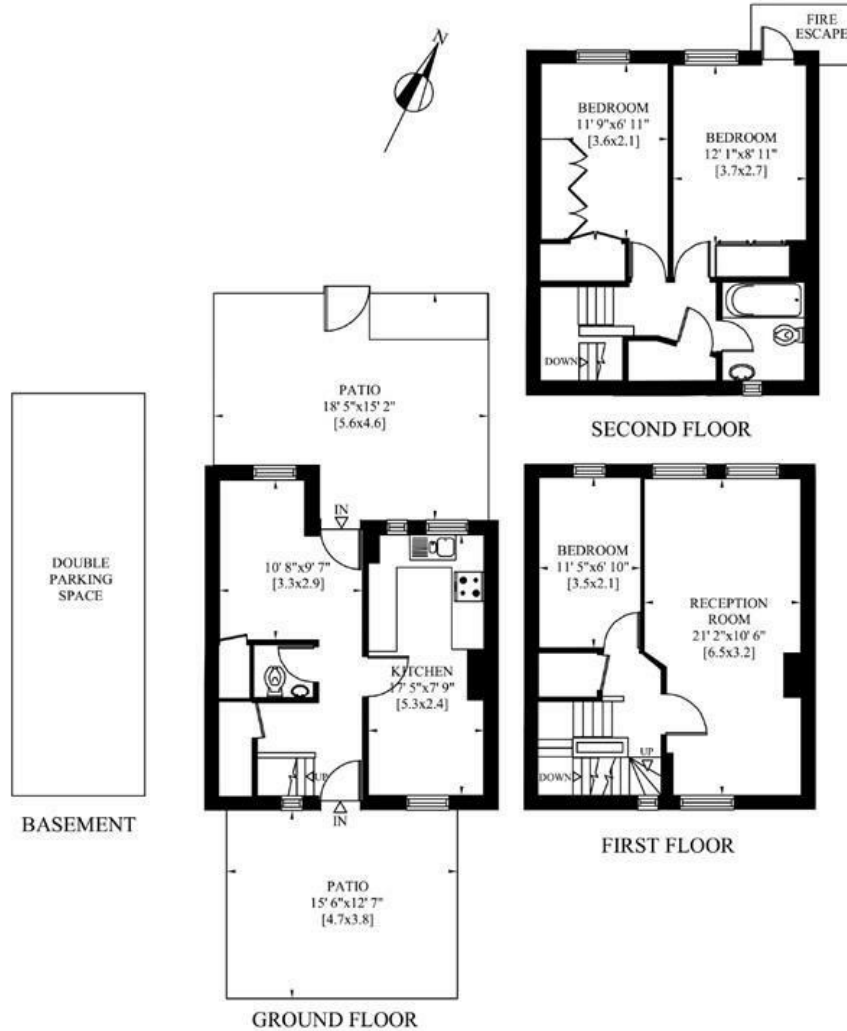 N
FIRE
ESCAPE
BEDROOM
11' 9"x6' 11"
[3.6x2.1]
BEDROOM
12' 1"x8' 11"
[3.7x2.7]
DOWN
SECOND FLOOR
PATIO
18' 5"x15' 2"
[5.6x4.6]
IN
10' 8"x9' 7"
[3.3x2.9]
KITCHEN
17' 5"x7' 9"
[5.3x2.4]
UP
IN
PATIO
15' 6"x12' 7"
[4.7x3.8]
GROUND FLOOR
DOUBLE
PARKING
SPACE
BASEMENT
BEDROOM
11' 5"x6' 10"
[3.5x2.1]
RECEPTION
ROOM
21' 2"x10' 6"
[6.5x3.2]
UP
DOWN
FIRST FLOOR